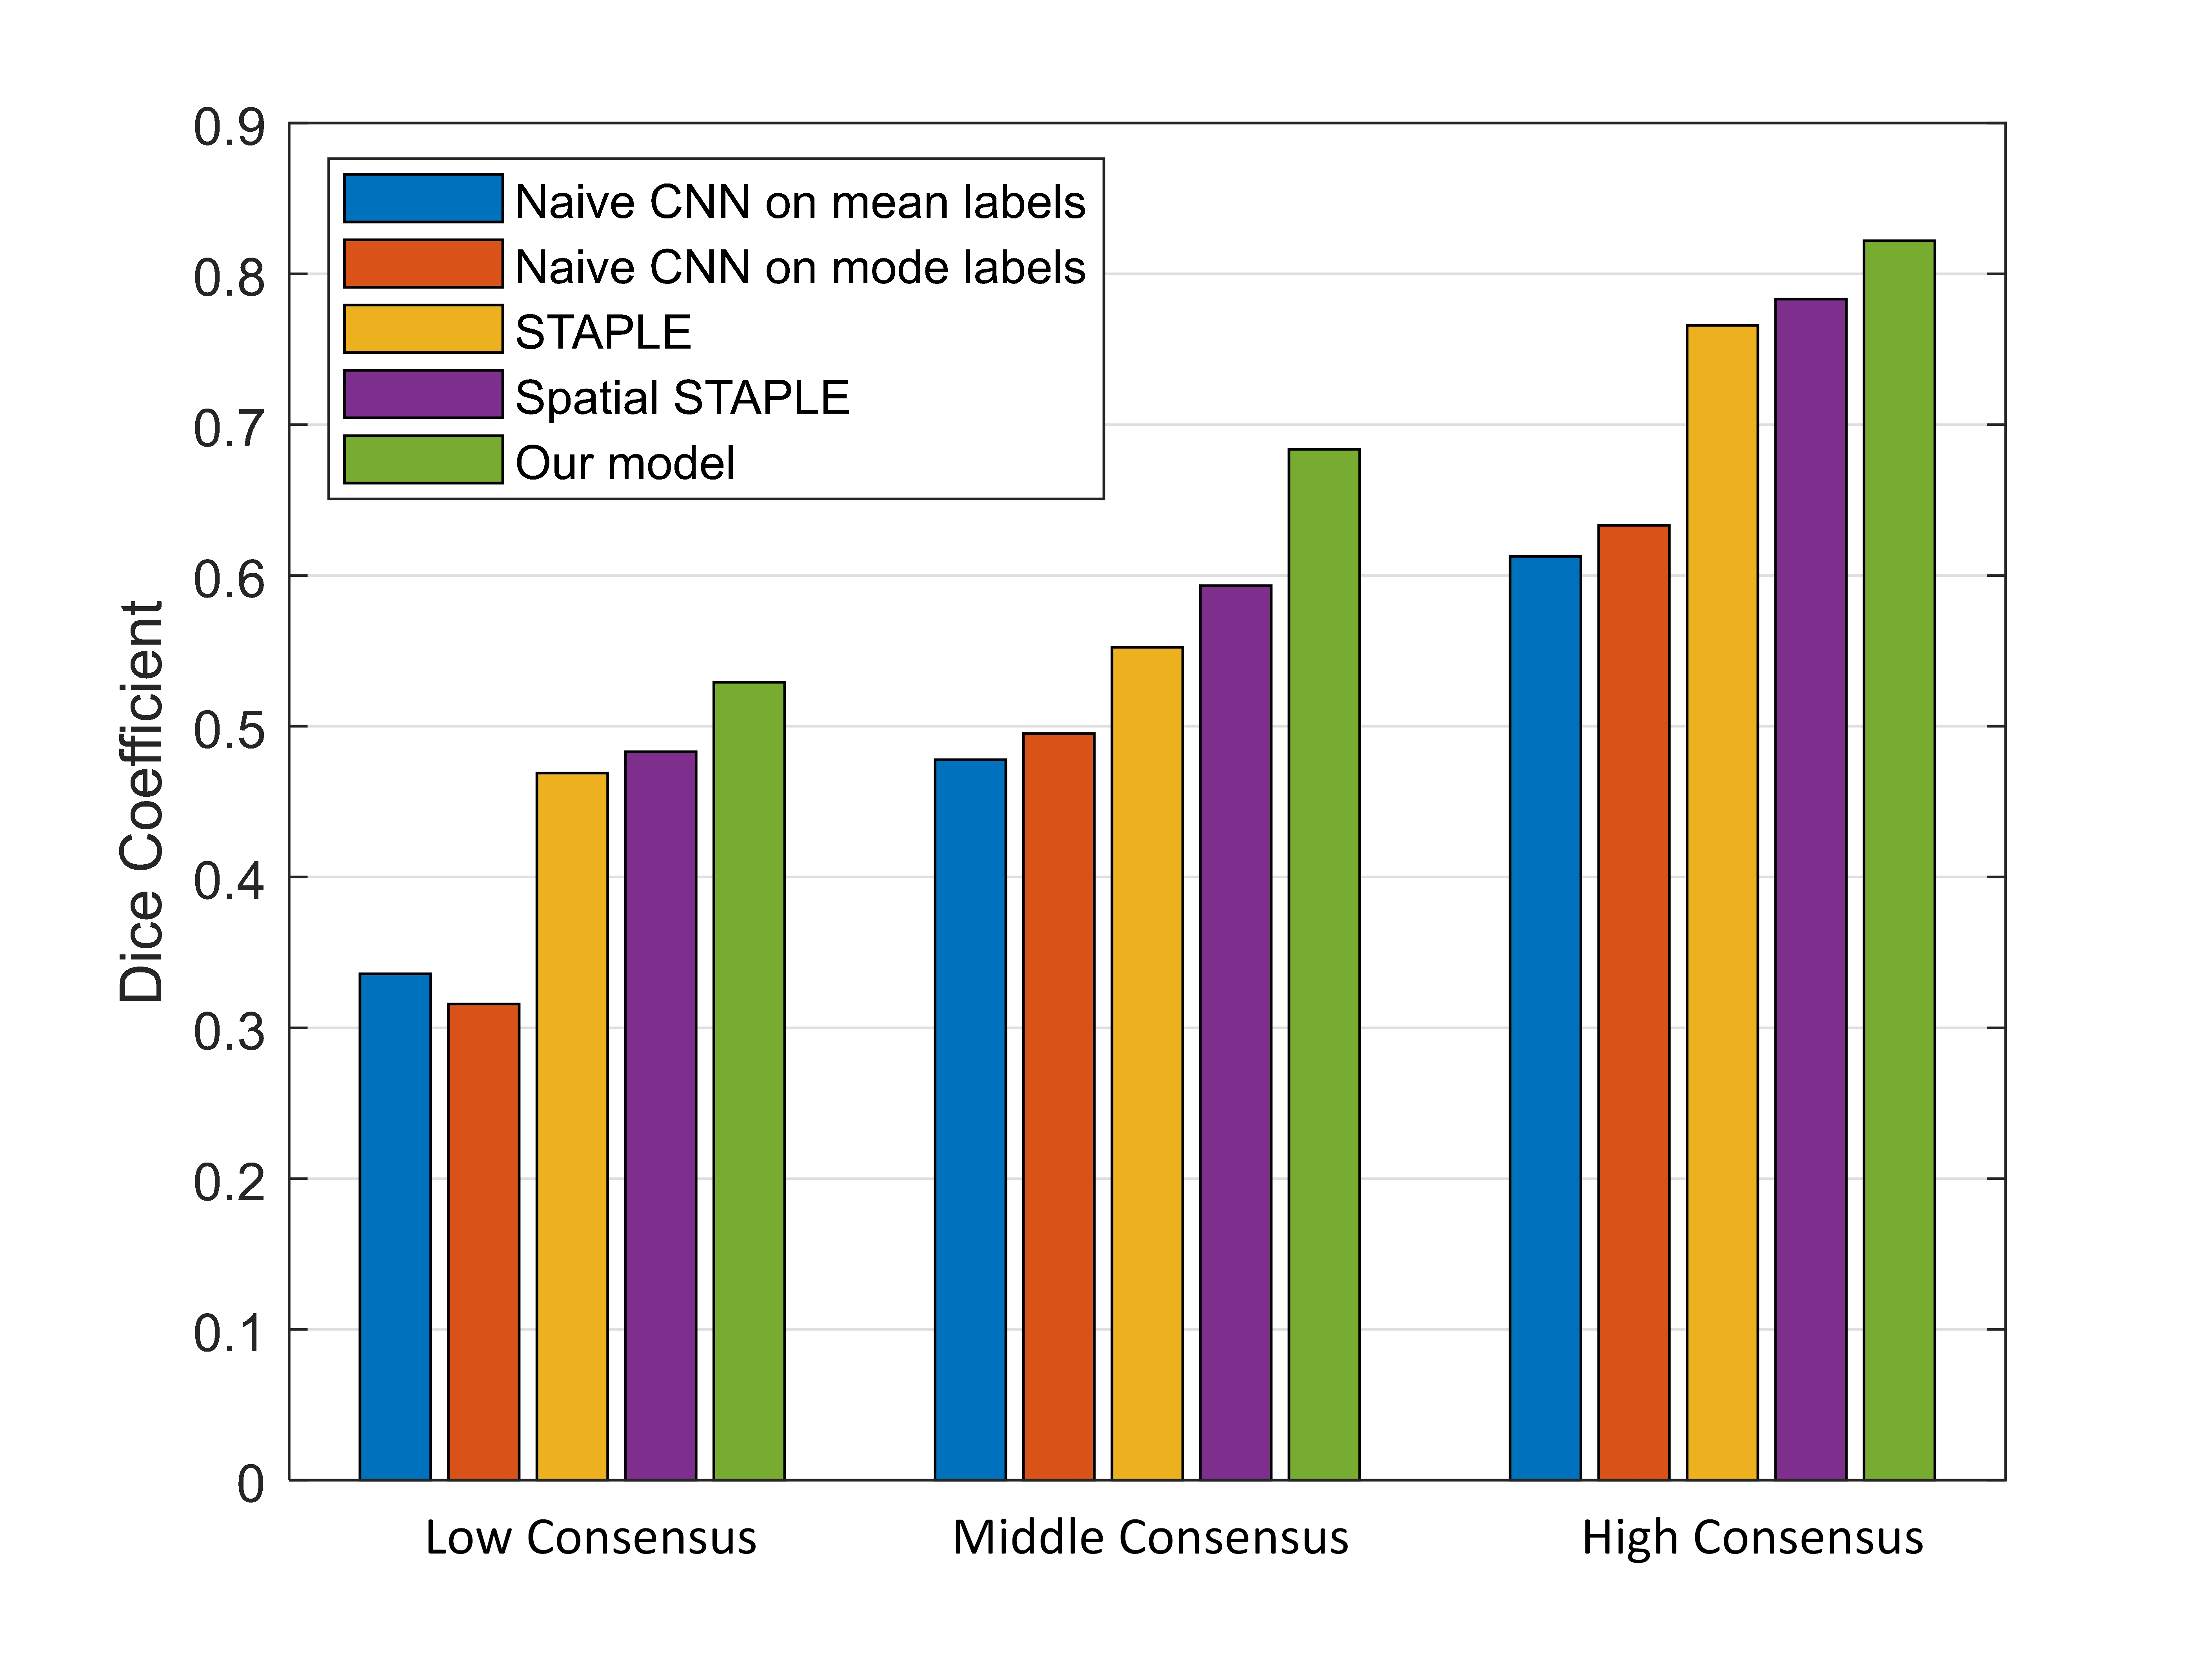 0.9
0.8
0.7
0.6
0.5
0.4
0.3
0.2
0.1
0
Dice Coefficient
Naive CNN on mean labels
Naive CNN on mode labels
STAPLE
Spatial STAPLE
Our model
Low Consensus
Middle Consensus
High Consensus